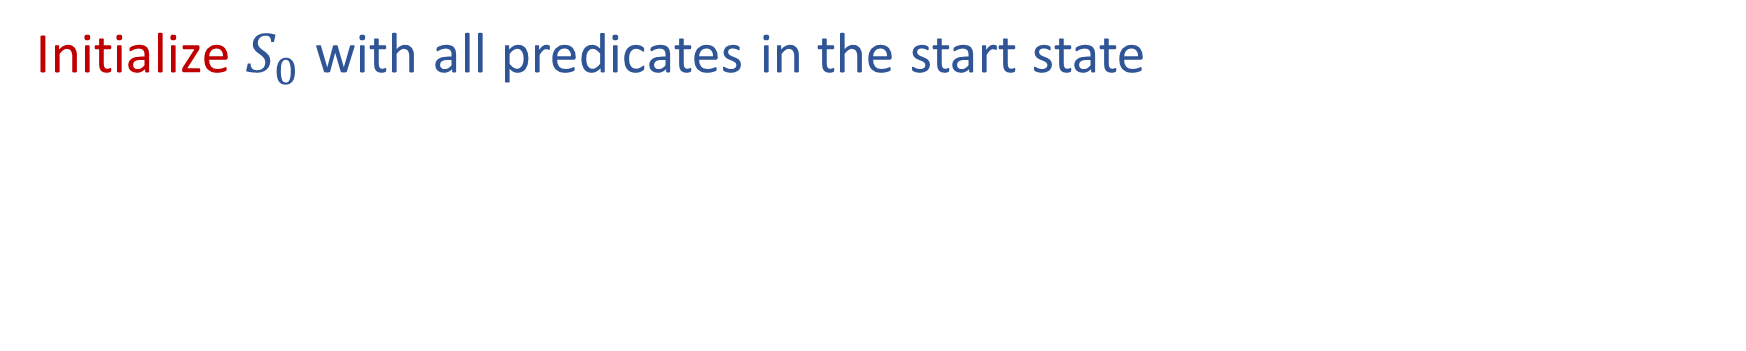 Initialize S₀ with all predicates in the start state